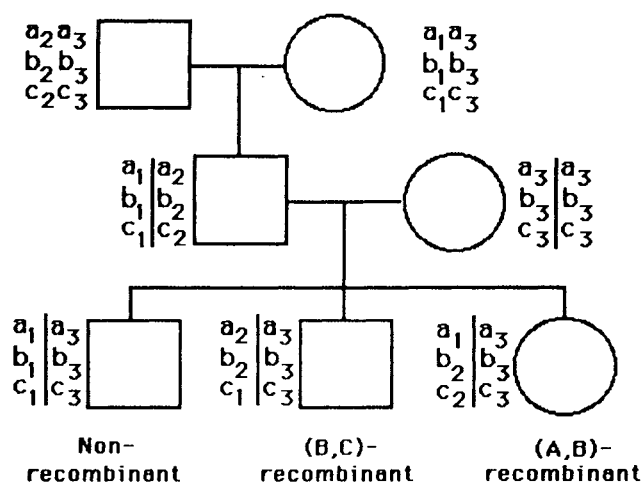 a₂a₃
b₂b₃
c₂c₃
a₁a₃
b₁b₃
c₁c₃
a₁|a₂
b₁|b₂
c₁|c₂
a₃|a₃
b₃|b₃
c₃|c₃
a₁|a₃
b₁|b₃
c₁|c₃
a₂|a₃
b₂|b₃
c₁|c₃
a₁|a₃
b₂|b₃
c₂|c₃
Non-
recombinant
(B,C)-
recombinant
(A,B)-
recombinant